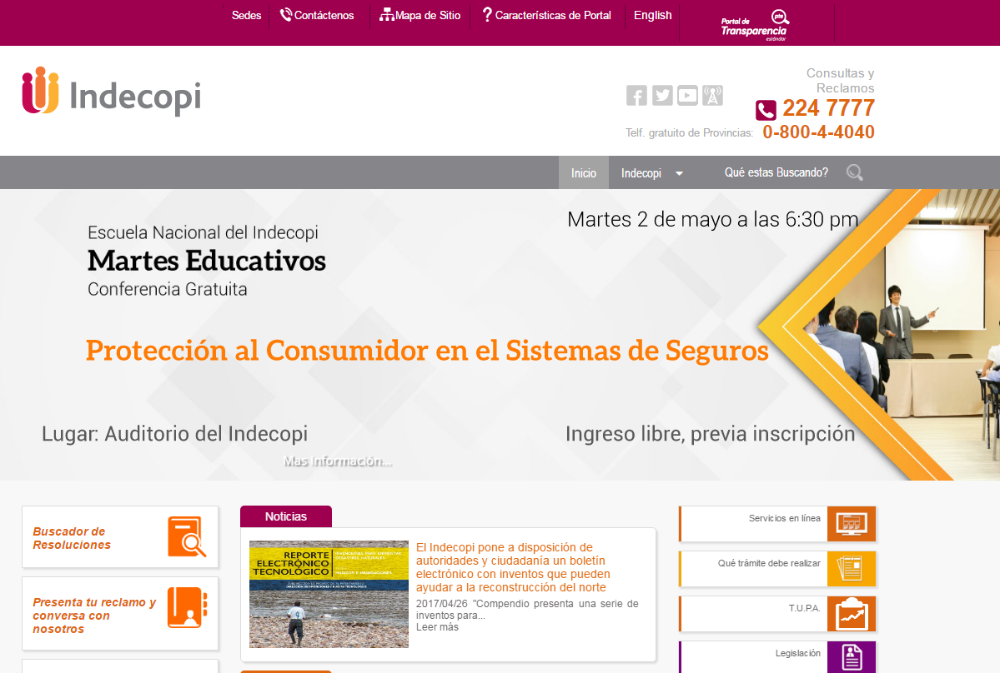 Sedes
Contáctenos
Mapa de Sitio
Características de Portal
English
Portal de
pte
Transparencia
estándar
Indecopi
Consultas y
Reclamos
224 7777
Telf. gratuito de Provincias:
0-800-4-4040
Inicio
Indecopi
Qué estas Buscando?
Martes 2 de mayo a las 6:30 pm
Escuela Nacional del Indecopi
Martes Educativos
Conferencia Gratuita
Protección al Consumidor en el Sistemas de Seguros
Lugar: Auditorio del Indecopi
Ingreso libre, previa inscripción
Mas Información...
Buscador de
Resoluciones
Presenta tu reclamo y
conversa con
nosotros
Noticias
REPORTE
ELECTRÓNICO
TECNOLÓGICO
El Indecopi pone a disposición de
autoridades y ciudadanía un boletín
electrónico con inventos que pueden
ayudar a la reconstrucción del norte
2017/04/26 "Compendio presenta una serie de
inventos para...
Leer más
Servicios en línea
Qué trámite debe realizar
T.U.P.A.
Legislación